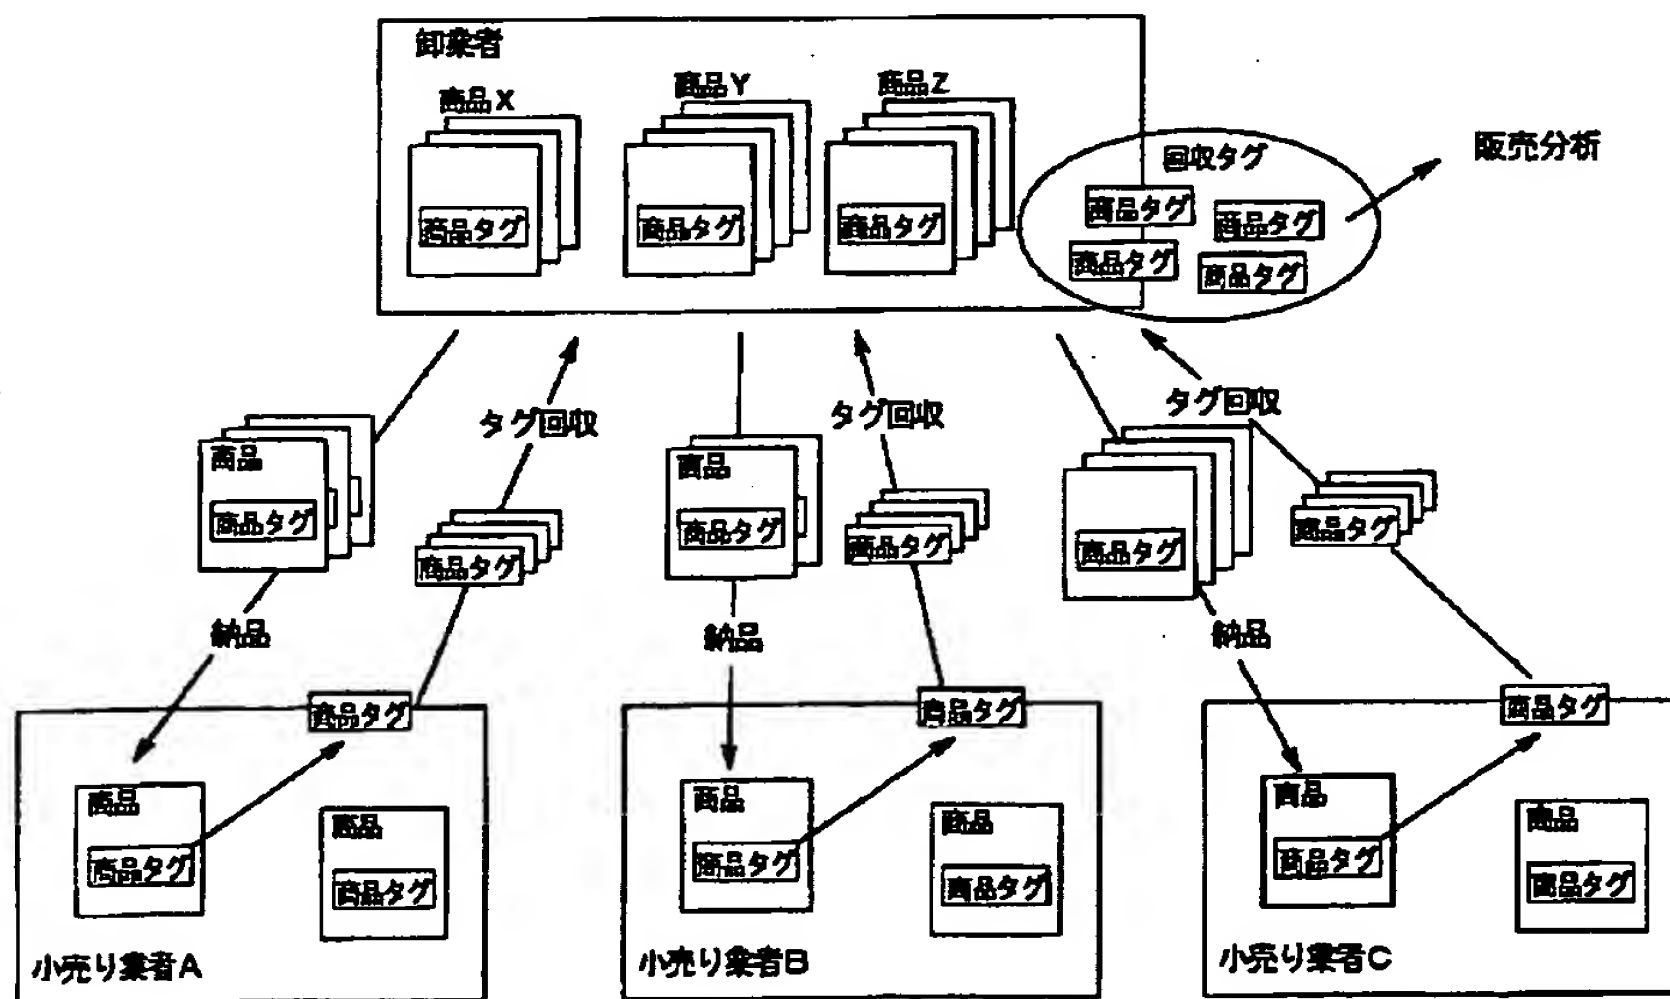 卸業者
商品X
商品Y
商品Z
商品タグ
商品タグ
商品タグ
回収タグ
商品タグ
商品タグ
商品タグ
商品タグ
販売分析
タグ回収
タグ回収
タグ回収
商品
商品タグ
商品タグ
商品
商品タグ
商品タグ
商品タグ
商品タグ
納品
納品
納品
商品タグ
商品タグ
商品タグ
商品
商品タグ
商品
商品タグ
小売り業者A
商品
商品タグ
商品
商品タグ
小売り業者B
商品
商品タグ
商品
商品タグ
小売り業者C